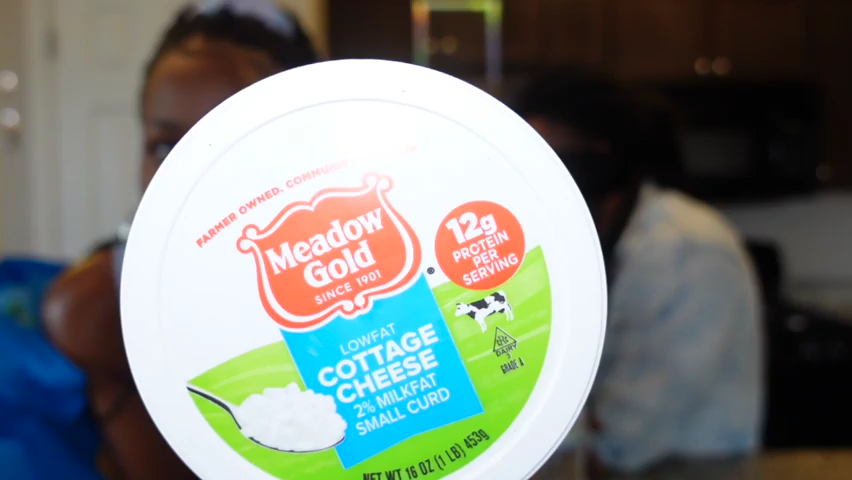 FARMER OWNED. COMMUNITY
Meadow
Gold
SINCE 1901
®
12g
PROTEIN
PER
SERVING
LOWFAT
COTTAGE
CHEESE
2% MILKFAT
SMALL CURD
DAIRY
GRADE A
NET WT 16 OZ (1 LB) 453g